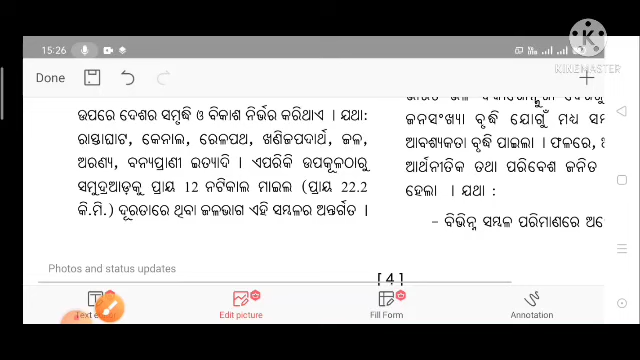 15:26
KINEMASTER
Done
ଉପରେ ଦେଶର ସମୃଦ୍ଧି ଓ ବିକାଶ ନିର୍ଭର କରିଥାଏ । ଯଥା:
ରାସ୍ତାଘାଟ, କେନାଲ, ରେଳପଥ, ଖଣିଜପଦାର୍ଥ, ଜଳ,
ଅରଣ୍ୟ, ବନ୍ୟପ୍ରାଣୀ ଇତ୍ୟାଦି । ଏପରିକି ଉପକୂଳଠାରୁ
ସମୁଦ୍ରଆଡ଼କୁ ପ୍ରାୟ 12 ନଟିକାଲ ମାଇଲ (ପ୍ରାୟ 22.2
କି.ମି.) ଦୂରତାରେ ଥିବା ଜଳଭାଗ ଏହି ସମ୍ବଳର ଅନ୍ତର୍ଗତ ।
ଜନସଂଖ୍ୟା ବୃଦ୍ଧି ଯୋଗୁଁ ମଧ୍ୟ ସମ
ଆବଶ୍ୟକତା ବୃଦ୍ଧି ପାଇଲା । ଫଳରେ,
ଆର୍ଥନୀତିକ ତଥା ପରିବେଶ ଜନିତ
ହେଲା । ଯଥା :
– ବିଭିନ୍ନ ସମ୍ବଳ ପରିମାଣରେ ଅତେ
[4]
Photos and status updates
Edit picture
Fill Form
Annotation